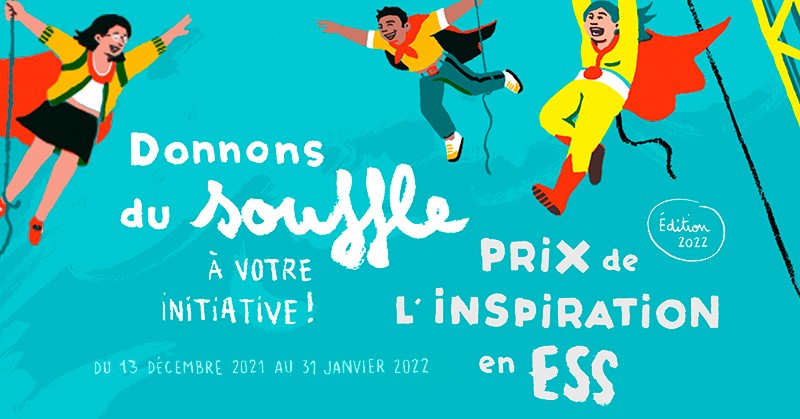 Donnons
du souffle
À VOTRE
INITIATIVE!
Édition
2022
PRIX de
L'INSPIRATION
en ESS
DU 13 DÉCEMBRE 2021 AU 31 JANVIER 2022